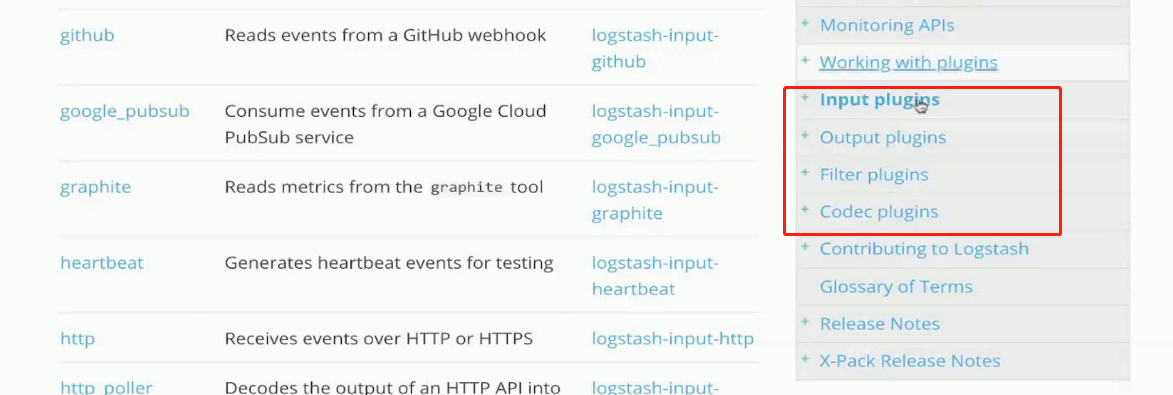 github Reads events from a GitHub webhook logstash-input-
github
google_pubsub Consume events from a Google Cloud logstash-input-
PubSub service google_pubsub
graphite Reads metrics from the graphite tool logstash-input-
graphite
heartbeat Generates heartbeat events for testing logstash-input-
heartbeat
http Receives events over HTTP or HTTPS logstash-input-http
http_poller Decodes the output of an HTTP API into logstash-input-
+ Monitoring APIs
+ Working with plugins
+ Input plugins
+ Output plugins
+ Filter plugins
+ Codec plugins
+ Contributing to Logstash
Glossary of Terms
+ Release Notes
+ X-Pack Release Notes